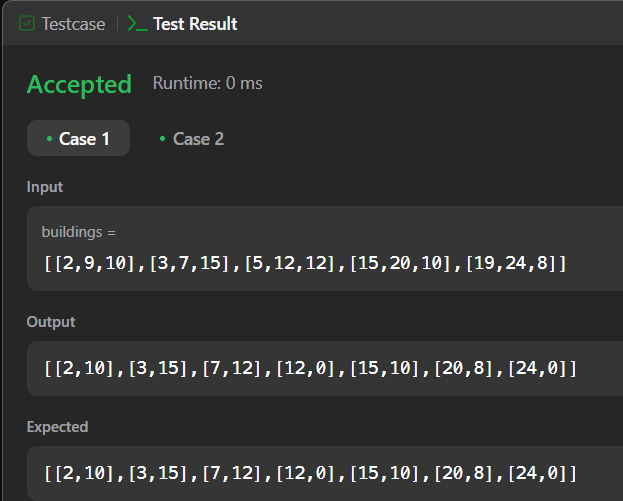 Testcase | >_ Test Result
Accepted Runtime: 0 ms
• Case 1 • Case 2
Input
buildings =
[[2,9,10],[3,7,15],[5,12,12],[15,20,10],[19,24,8]]
Output
[[2,10],[3,15],[7,12],[12,0],[15,10],[20,8],[24,0]]
Expected
[[2,10],[3,15],[7,12],[12,0],[15,10],[20,8],[24,0]]